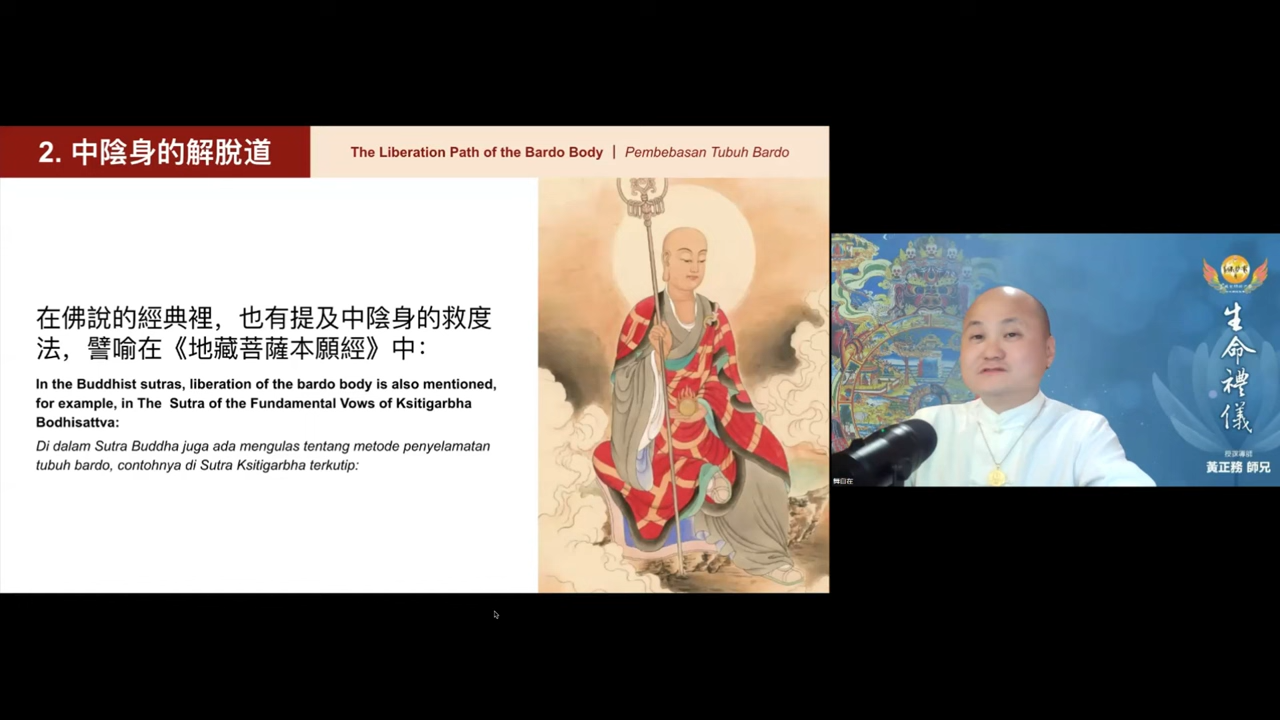 2. 中陰身的解脫道
The Liberation Path of the Bardo Body | Pembebasan Tubuh Bardo
在佛說的經典裡，也有提及中陰身的救度
法，譬喻在《地藏菩薩本願經》中：
In the Buddhist sutras, liberation of the bardo body is also mentioned,
for example, in The Sutra of the Fundamental Vows of Ksitigarbha
Bodhisattva:
Di dalam Sutra Buddha juga ada mengulas tentang metode penyelamatan
tubuh bardo, contohnya di Sutra Ksitigarbha terkutip:
生命禮儀
授課導師
黃正務 師兄